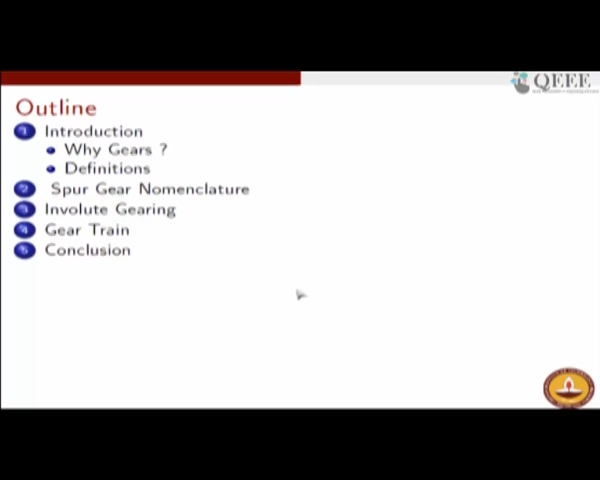 QEEE
Outline
1 Introduction
Why Gears ?
Definitions
2 Spur Gear Nomenclature
3 Involute Gearing
4 Gear Train
5 Conclusion